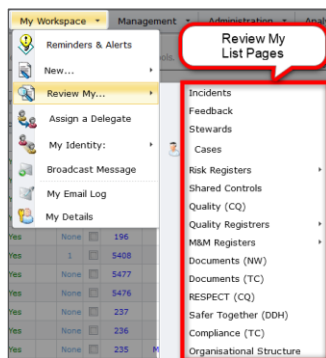 My Workspace
Management
Administration
Review My
List Pages
Reminders & Alerts
New...
Review My...
Assign a Delegate
My Identity:
Broadcast Message
My Email Log
My Details
Incidents
Feedback
Stewards
Cases
Risk Registers
Shared Controls
Quality (CQ)
Quality Registrers
M&M Registers
Documents (NW)
Documents (TC)
RESPECT (CQ)
Safer Together (DDH)
Compliance (TC)
Organisational Structure
Yes None 196
Yes 1 5408
Yes None 5477
Yes None 5476
Yes None 237
Yes None 236
Yes None 235 M